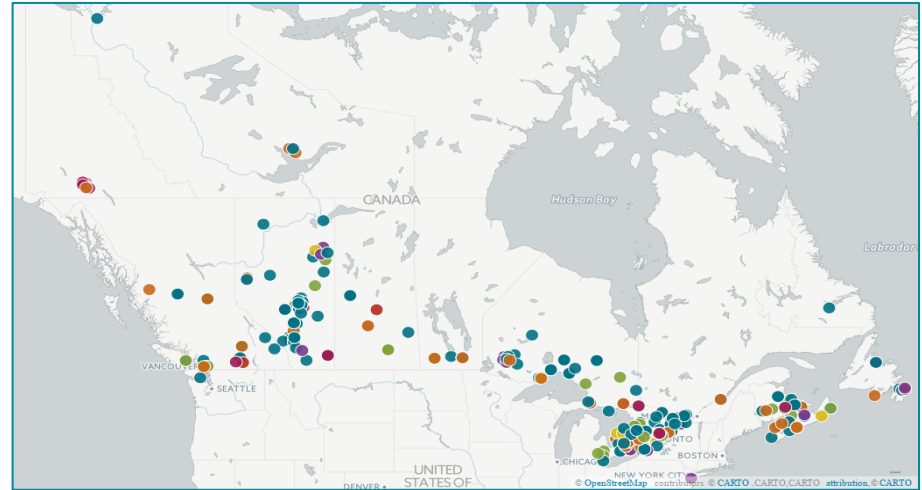 CANADA
Hudson Bay
Labrador
VANCOUVER
SEATTLE
TORONTO
CHICAGO
BOSTON
NEW YORK CITY
UNITED
STATES OF
DENVER
© OpenStreetMap contributors © CARTO ,CARTO,CARTO attribution, © CARTO